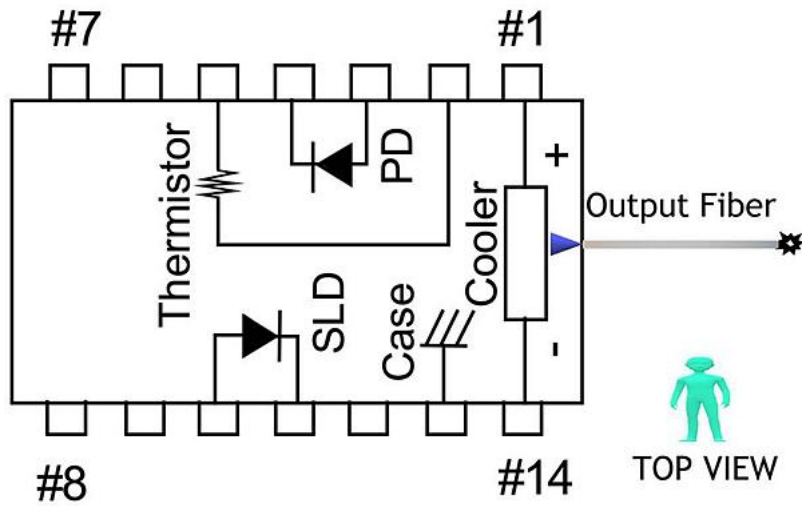 #7
#1
Thermistor
PD
+
Cooler
Output Fiber
SLD
Case
-
#8
#14
TOP VIEW